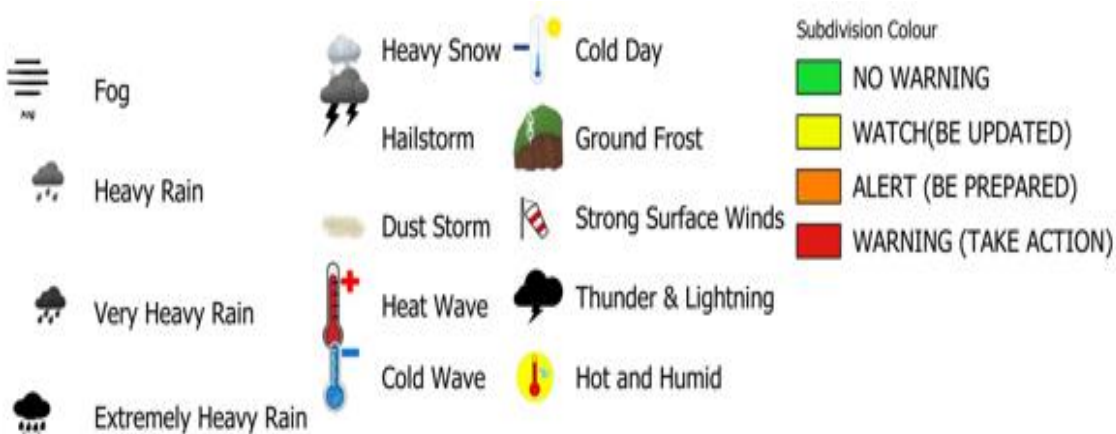 Fog
Heavy Rain
Very Heavy Rain
Extremely Heavy Rain
Heavy Snow
Hailstorm
Dust Storm
Heat Wave
Cold Wave
Cold Day
Ground Frost
Strong Surface Winds
Thunder & Lightning
Hot and Humid
Subdivision Colour
NO WARNING
WATCH(BE UPDATED)
ALERT (BE PREPARED)
WARNING (TAKE ACTION)